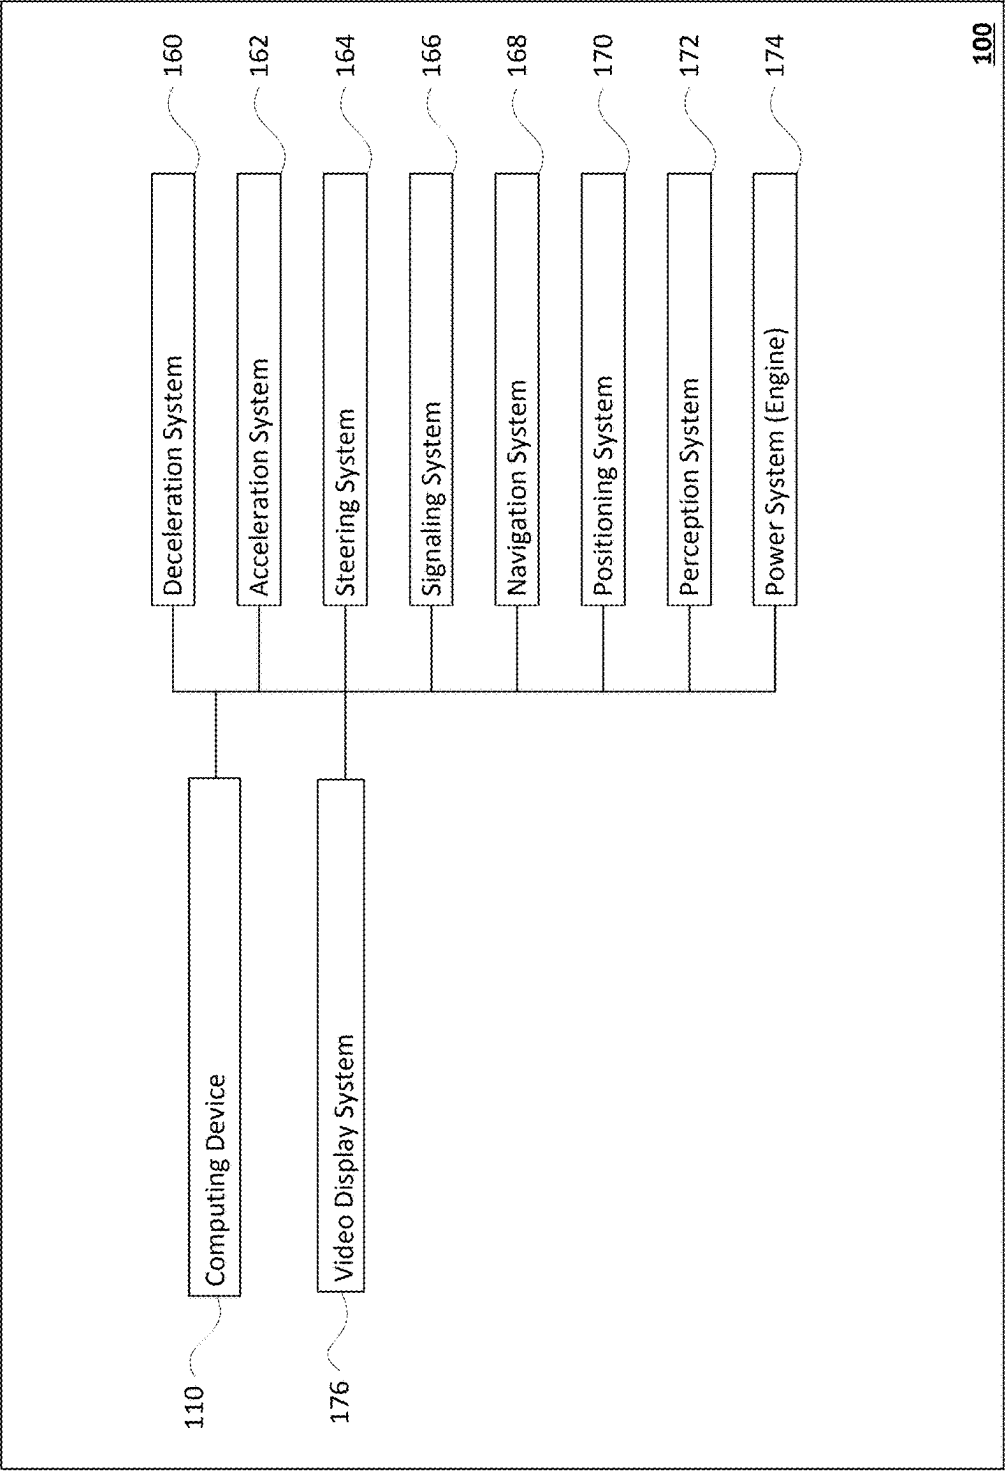 Computing Device
110
Video Display System
176
Deceleration System
160
Acceleration System
162
Steering System
164
Signaling System
166
Navigation System
168
Positioning System
170
Perception System
172
Power System (Engine)
174
100